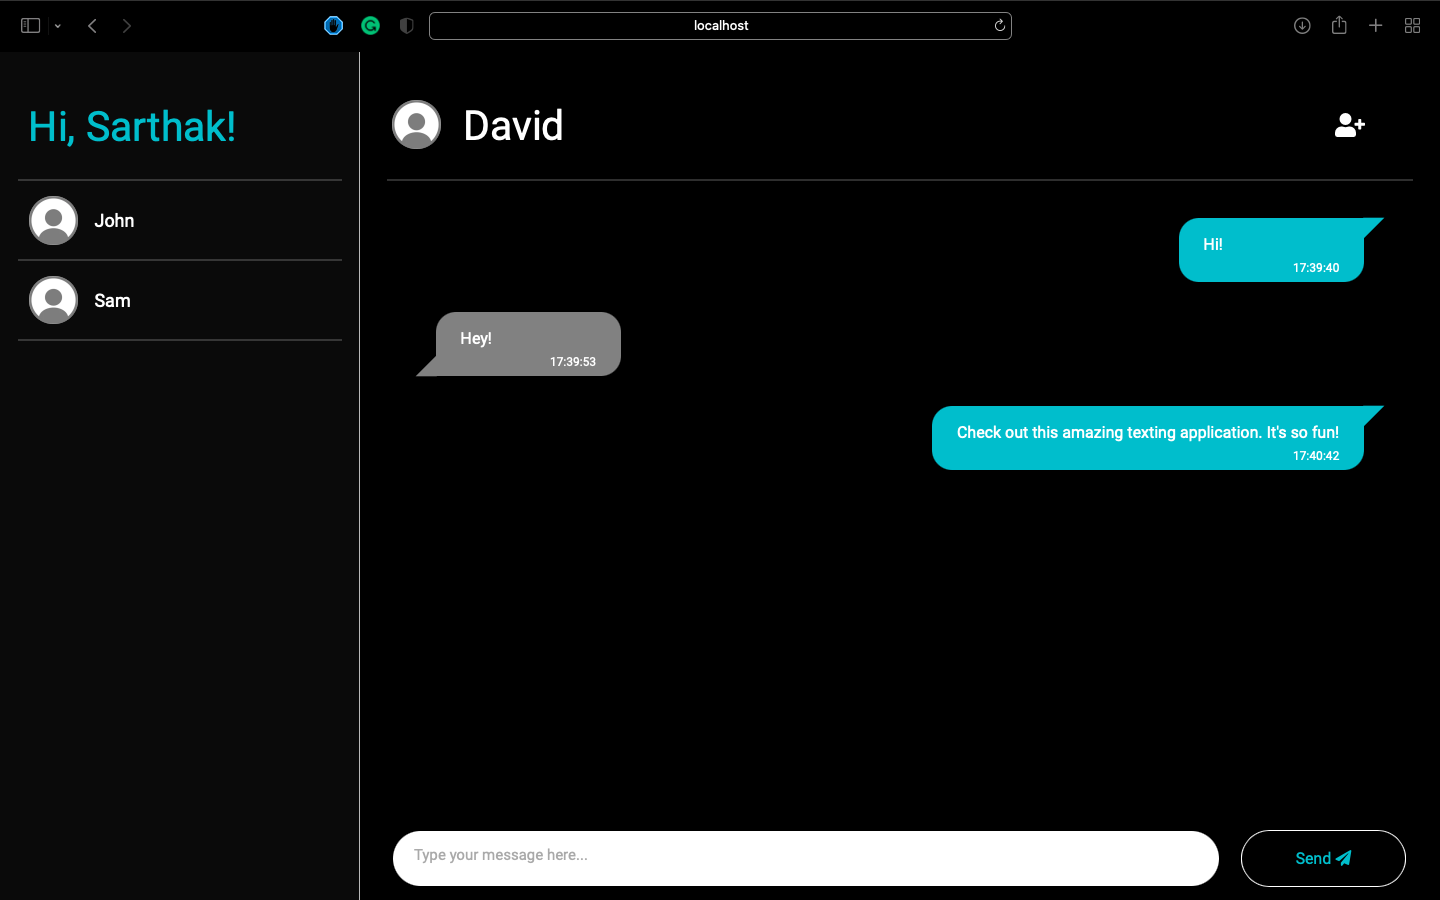 localhost
Hi, Sarthak!
John
Sam
David
Hi!
17:39:40
Hey!
17:39:53
Check out this amazing texting application. It's so fun!
17:40:42
Type your message here...
Send